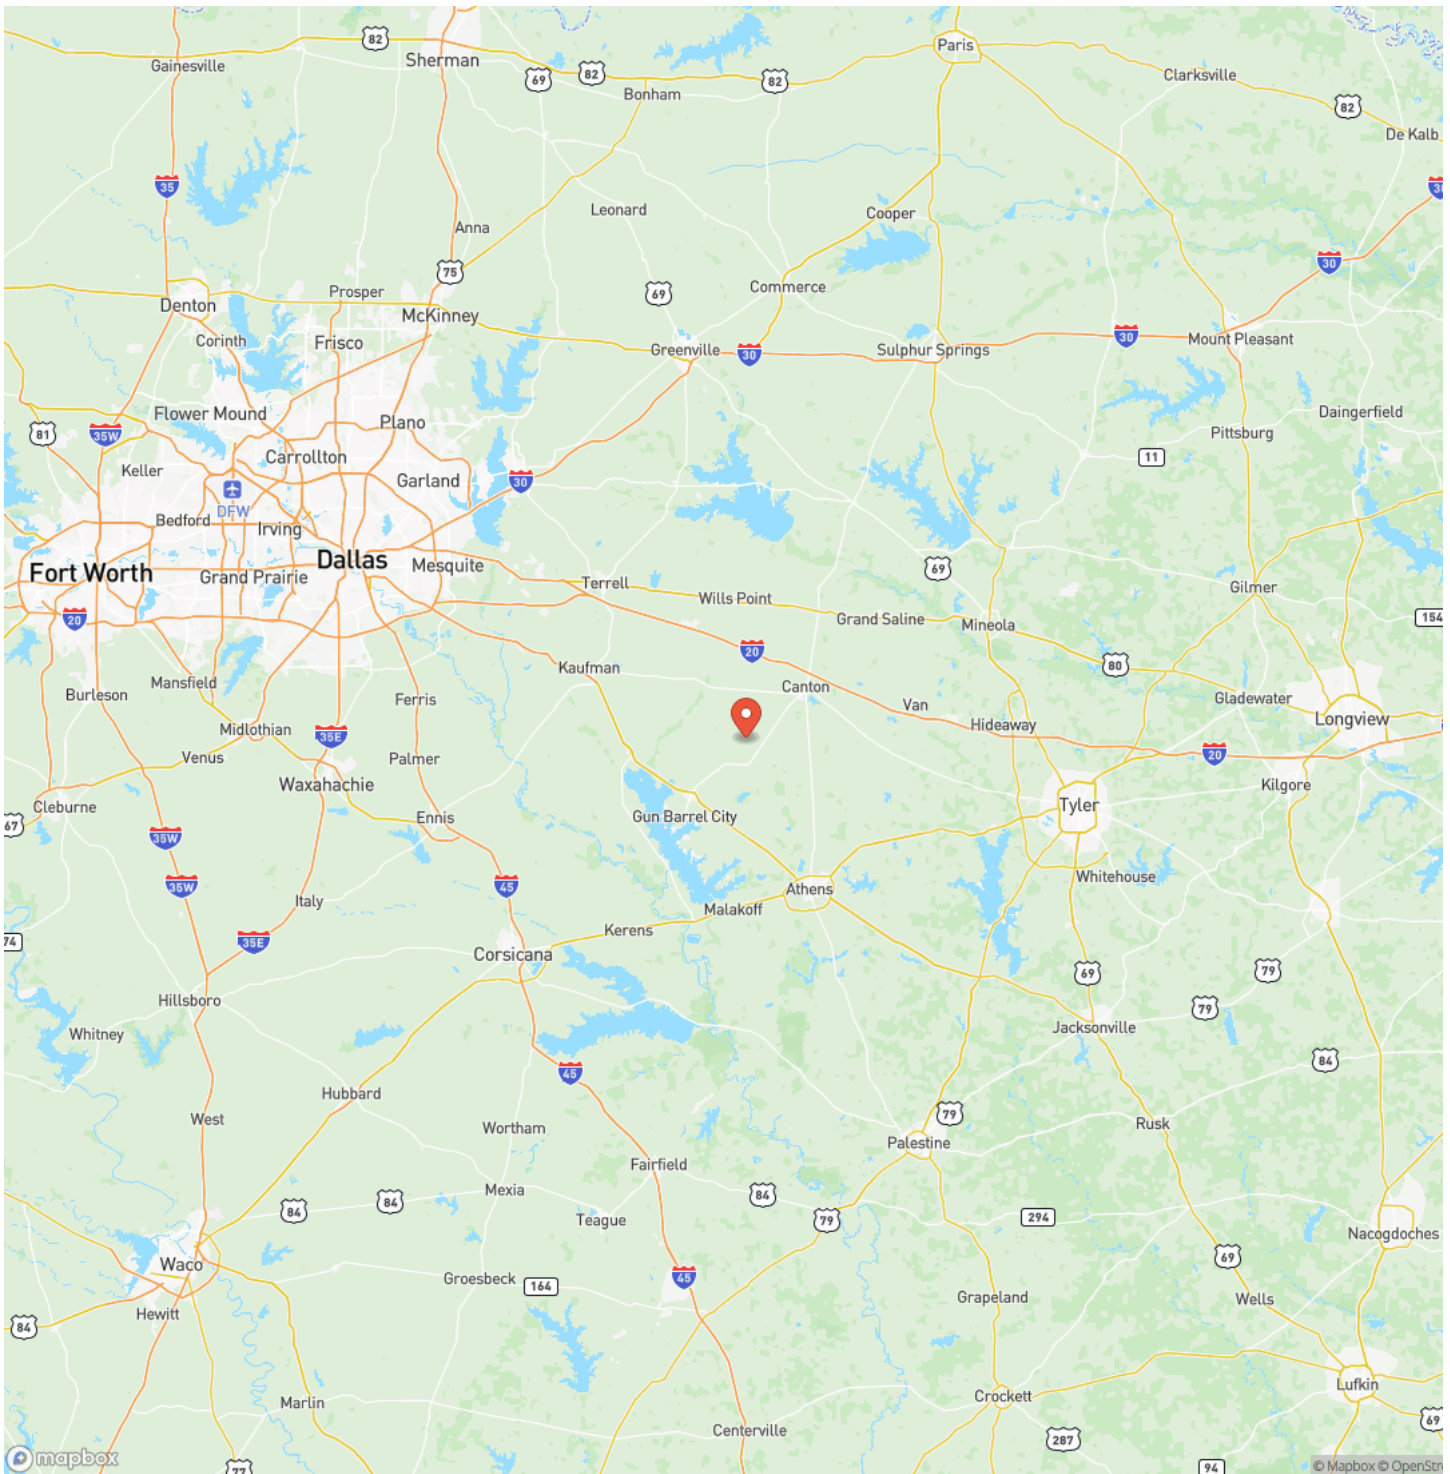 82
Sherman
Paris
Gainesville
69
82
82
Clarksville
Bonham
82
De Kalb
35
30
Leonard
Cooper
Anna
75
30
69
Commerce
Denton
Prosper
McKinney
Corinth
Frisco
Greenville
30
Sulphur Springs
30
Mount Pleasant
Flower Mound
Plano
Daingerfield
81
35W
Pittsburg
Keller
Carrollton
11
Garland
30
DFW
Bedford
Irving
Fort Worth
Dallas
Grand Prairie
Mesquite
Terrell
69
Gilmer
Wills Point
20
Grand Saline
Mineola
154
20
Kaufman
80
Burleson
Mansfield
Canton
Ferris
Van
Gladewater
Longview
Midlothian
35E
Hideaway
Venus
Palmer
20
Waxahachie
Kilgore
Cleburne
67
Ennis
Gun Barrel City
Tyler
35W
35W
45
Athens
Whitehouse
Italy
Malakoff
74
35E
Kerens
Corsicana
69
79
Hillsboro
79
Whitney
Jacksonville
84
45
Hubbard
79
West
Wortham
Rusk
Palestine
Fairfield
84
84
Mexia
84
Teague
79
294
Nacogdoches
Waco
69
Groesbeck
164
45
Hewitt
Grapeland
Wells
84
Lufkin
Marlin
Crockett
69
Centerville
287
mapbox
77
94
© Mapbox © OpenStr